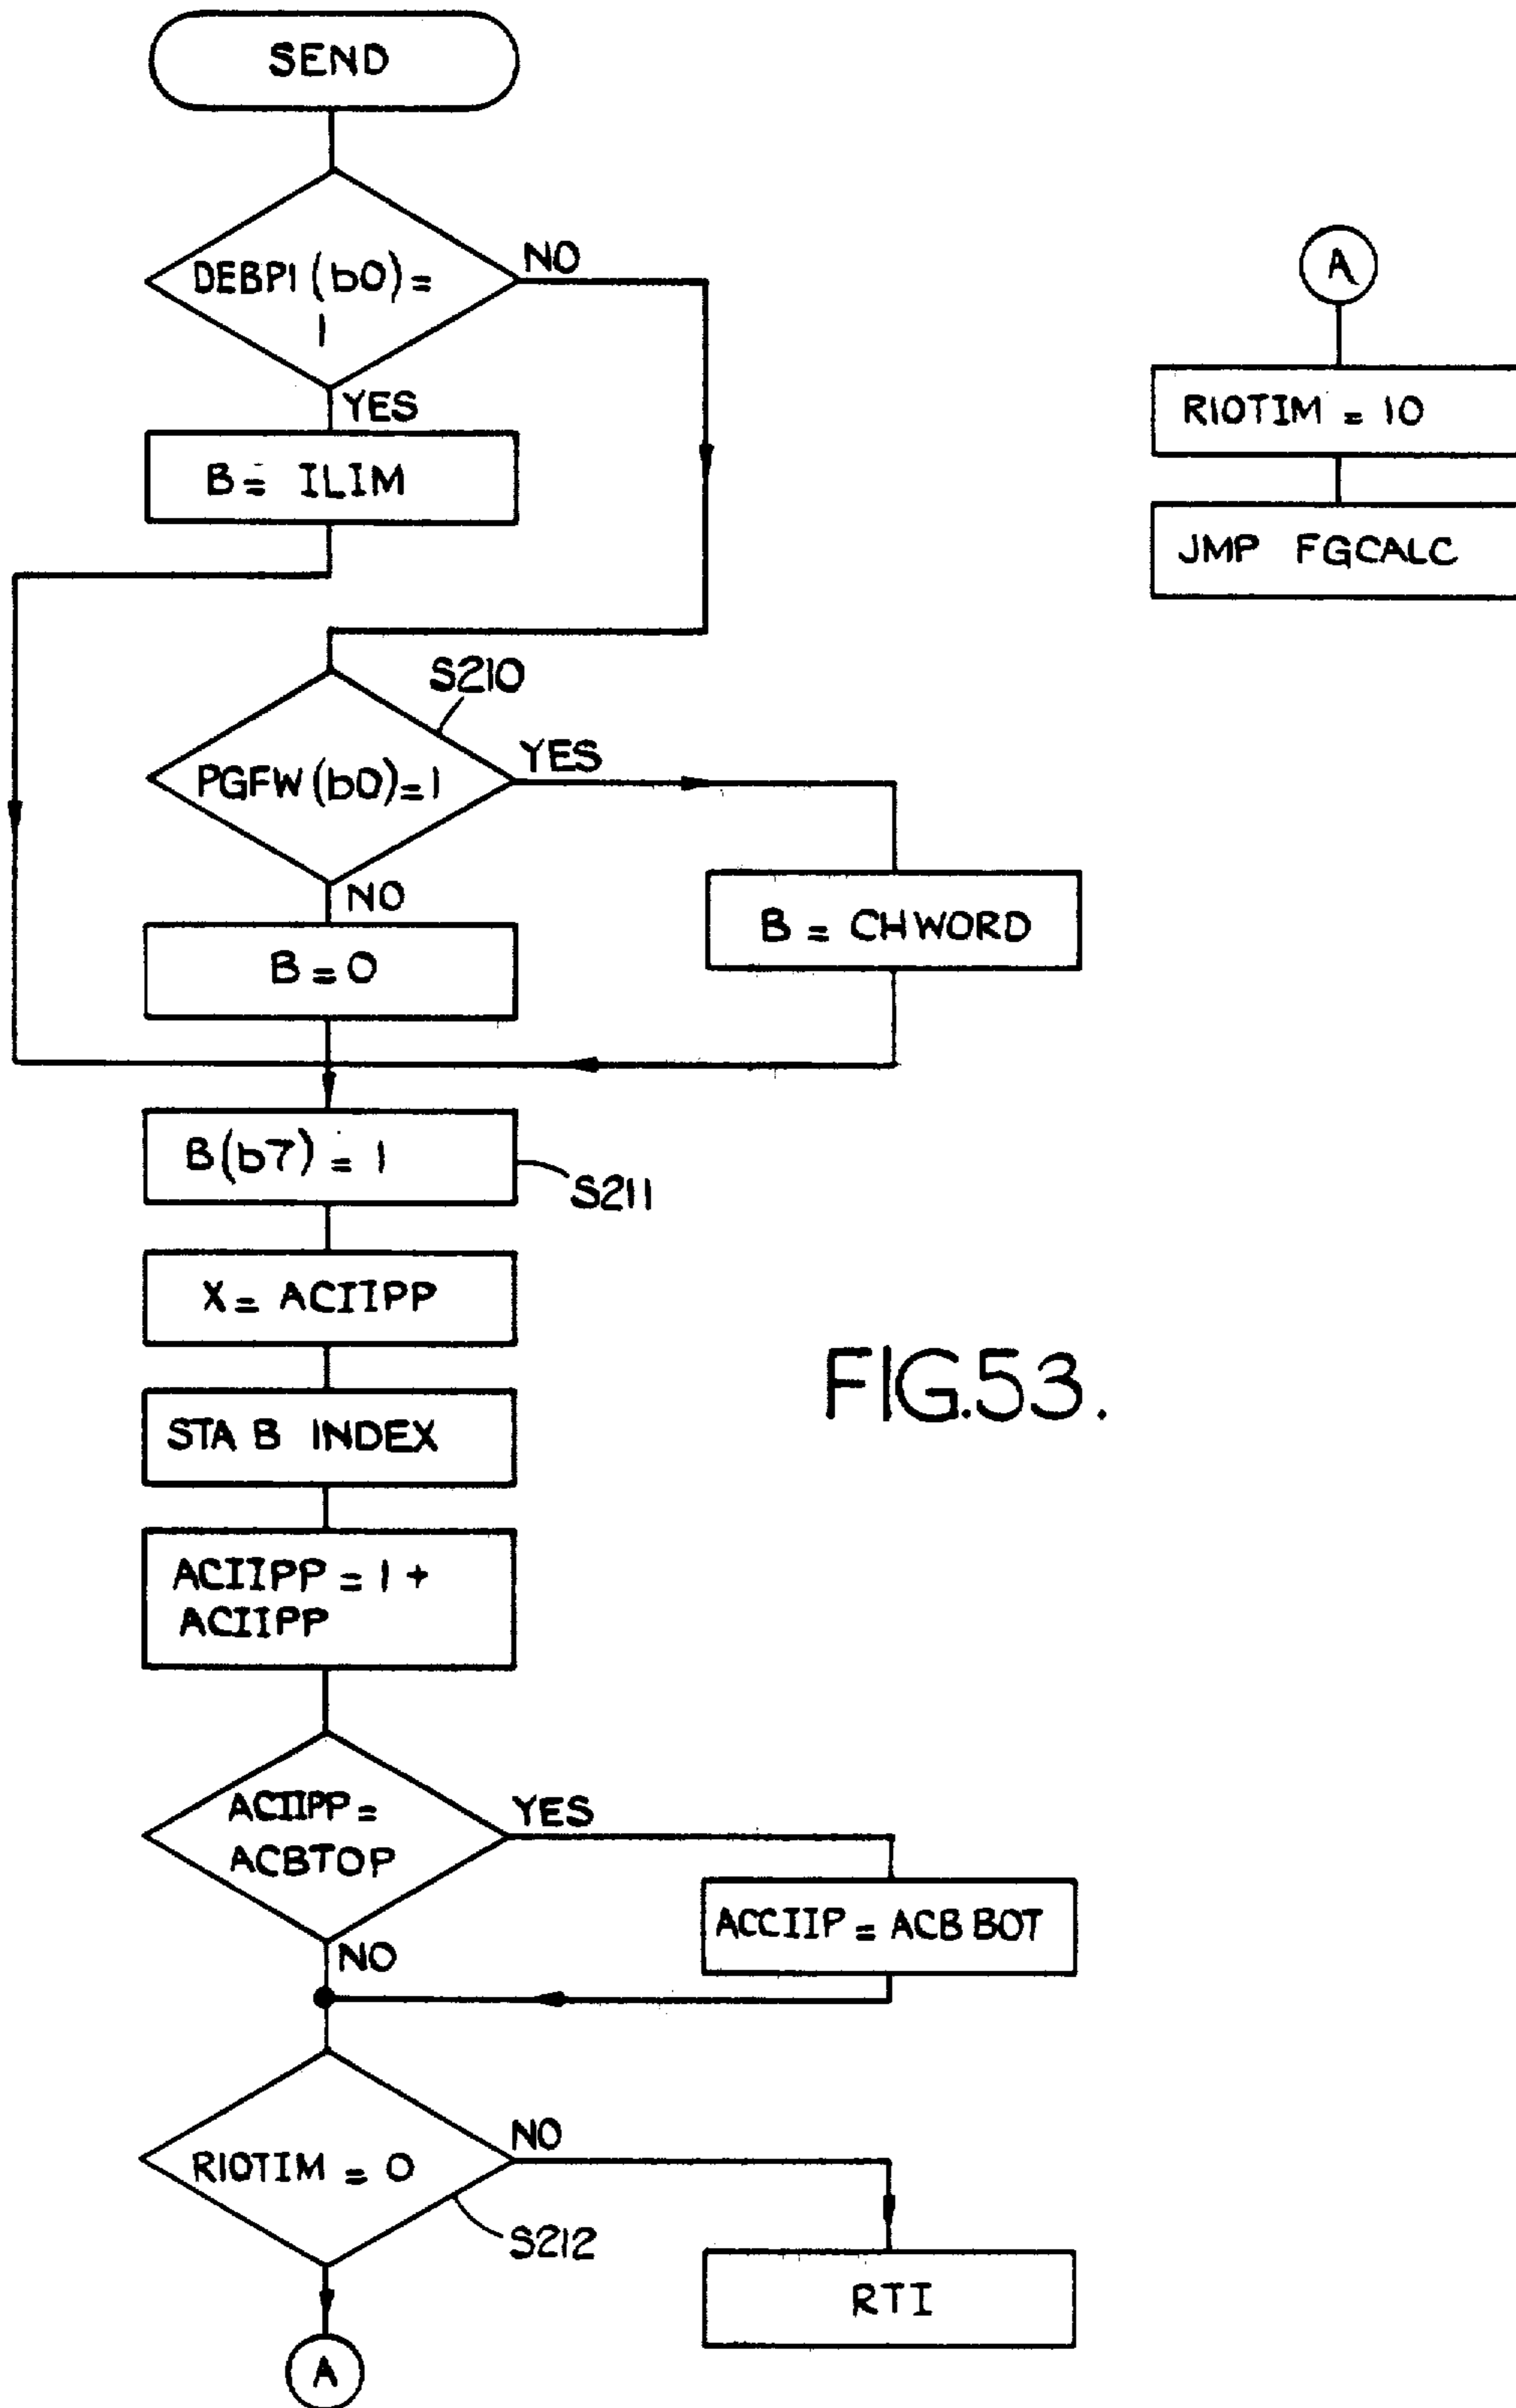 SEND
DEBPI (b0) =
1
NO
YES
B = ILIM
S210
PGFW (b0) = 1
YES
NO
B = CHWORD
B = 0
B(b7) = 1
S211
X = ACIIPP
STA B INDEX
ACIIPP = 1 +
ACIIPP
ACIIPP =
ACBTOP
YES
ACCIIP = ACB BOT
NO
RIOTIM = 0
NO
S212
RTI
A
A
RIOTIM = 10
JMP FGCALC
FIG.53.